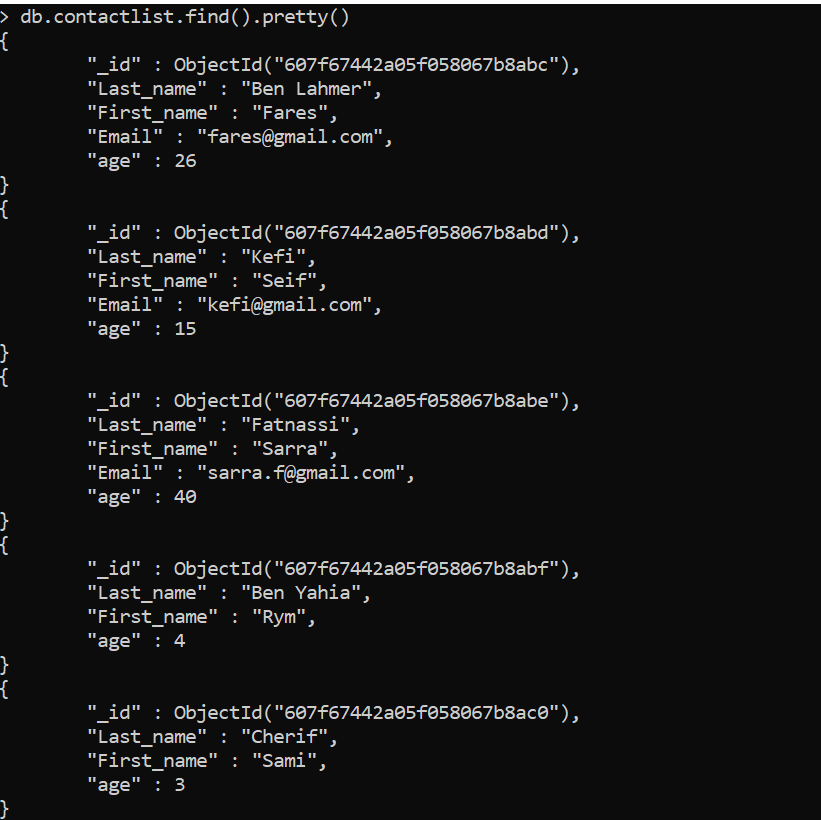 > db.contactlist.find().pretty()
{
"_id" : ObjectId("607f67442a05f058067b8abc"),
"Last_name" : "Ben Lahmer",
"First_name" : "Fares",
"Email" : "fares@gmail.com",
"age" : 26
}
{
"_id" : ObjectId("607f67442a05f058067b8abd"),
"Last_name" : "Kefi",
"First_name" : "Seif",
"Email" : "kefi@gmail.com",
"age" : 15
}
{
"_id" : ObjectId("607f67442a05f058067b8abe"),
"Last_name" : "Fatnassi",
"First_name" : "Sarra",
"Email" : "sarra.f@gmail.com",
"age" : 40
}
{
"_id" : ObjectId("607f67442a05f058067b8abf"),
"Last_name" : "Ben Yahia",
"First_name" : "Rym",
"age" : 4
}
{
"_id" : ObjectId("607f67442a05f058067b8ac0"),
"Last_name" : "Cherif",
"First_name" : "Sami",
"age" : 3
}